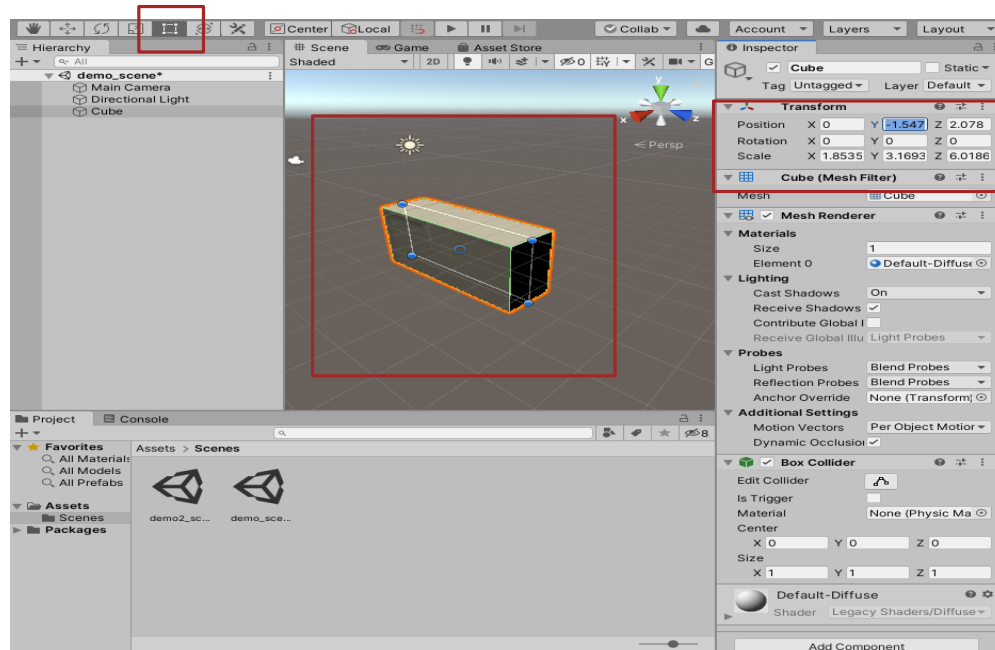 Center Local Collab Account Layers Layout
Hierarchy
All
demo_scene*
Main Camera
Directional Light
Cube
Scene Game Asset Store
Shaded 2D 0 G
y
x z
Persp
Inspector
Cube Static
Tag Untagged Layer Default
Transform
Position X 0 Y -1.547 Z 2.078
Rotation X 0 Y 0 Z 0
Scale X 1.8535 Y 3.1693 Z 6.0186
Cube (Mesh Filter)
Mesh Cube
Mesh Renderer
Materials
Size 1
Element 0 Default-Diffuse
Lighting
Cast Shadows On
Receive Shadows
Contribute Global I
Receive Global Illu Light Probes
Probes
Light Probes Blend Probes
Reflection Probes Blend Probes
Anchor Override None (Transform)
Additional Settings
Motion Vectors Per Object Motion
Dynamic Occlusion
Box Collider
Edit Collider
Is Trigger
Material None (Physic Ma
Center
X 0 Y 0 Z 0
Size
X 1 Y 1 Z 1
Default-Diffuse
Shader Legacy Shaders/Diffuse
Add Component
Project Console
8
Favorites
All Materials
All Models
All Prefabs
Assets
Scenes
Packages
Assets > Scenes
demo2_sc... demo_sce...